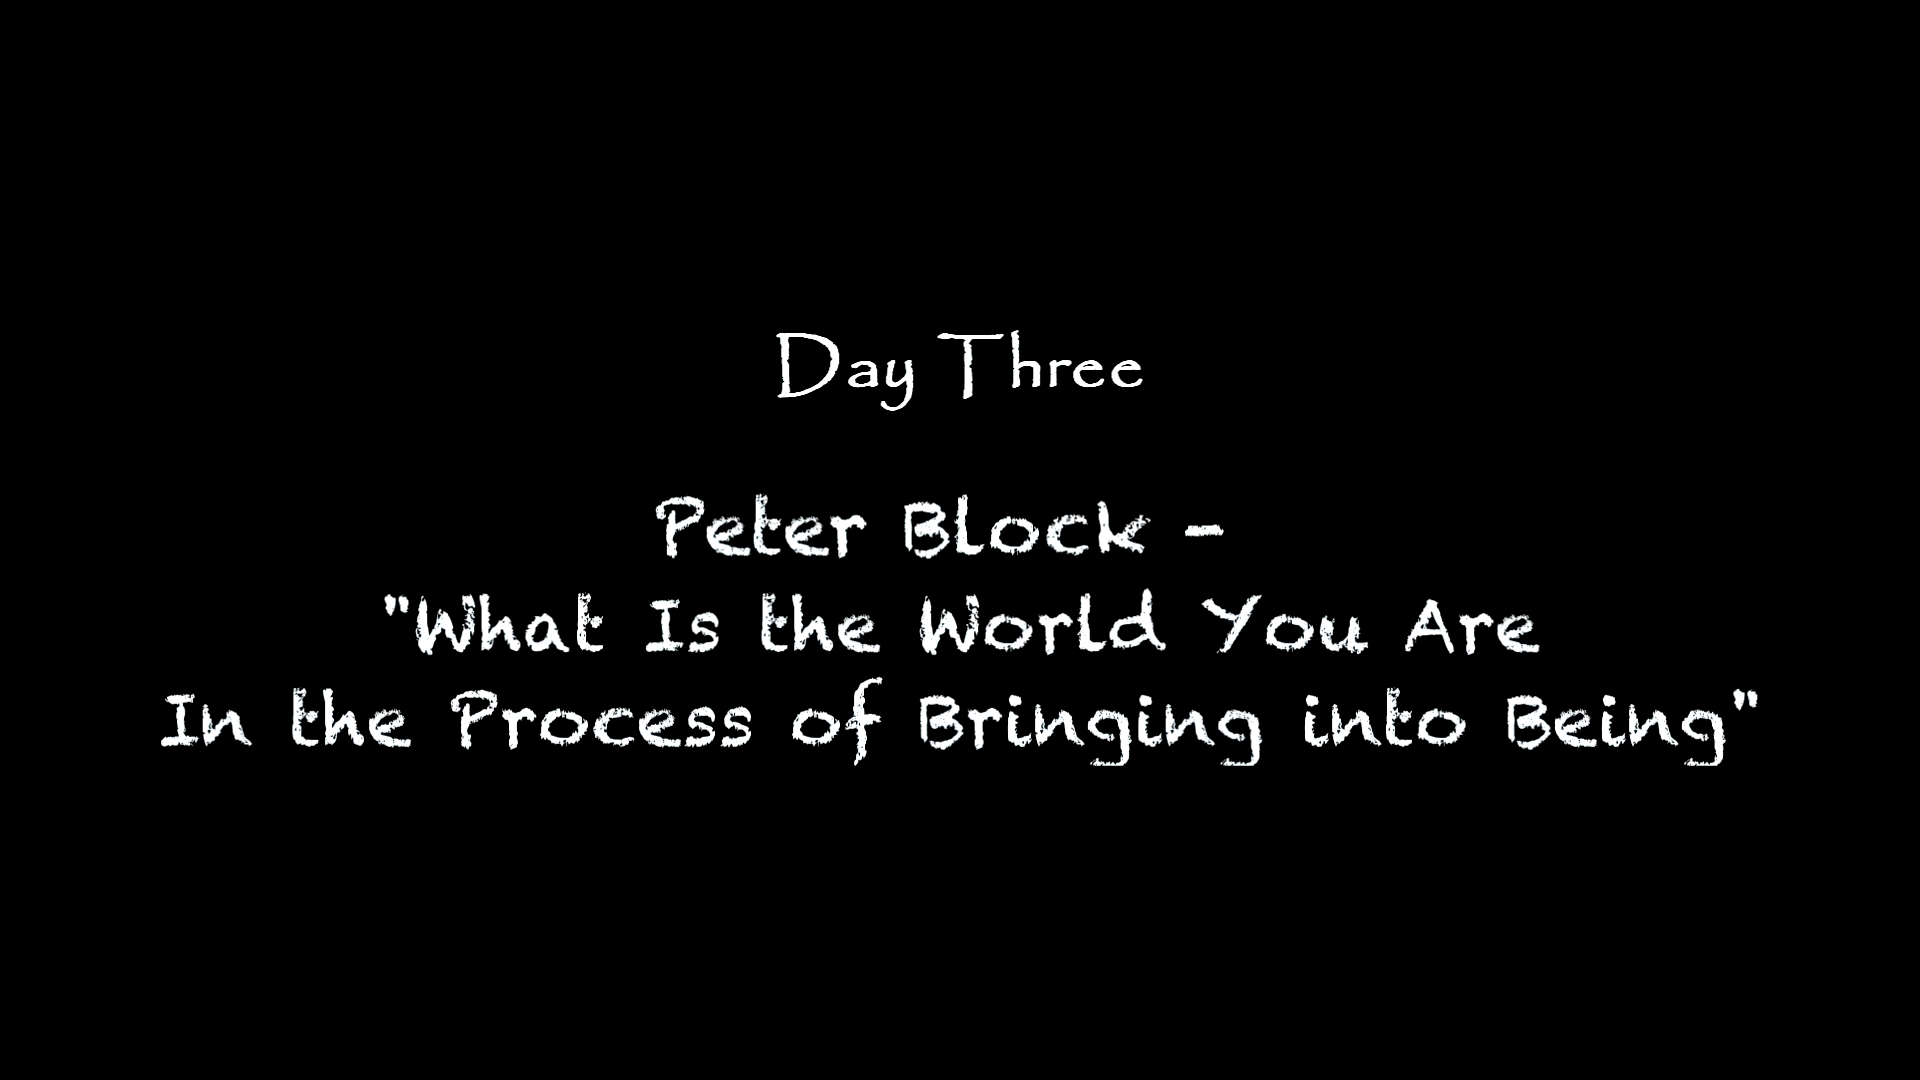 Day Three
Peter Block -
"What Is the World You Are
In the Process of Bringing into Being"